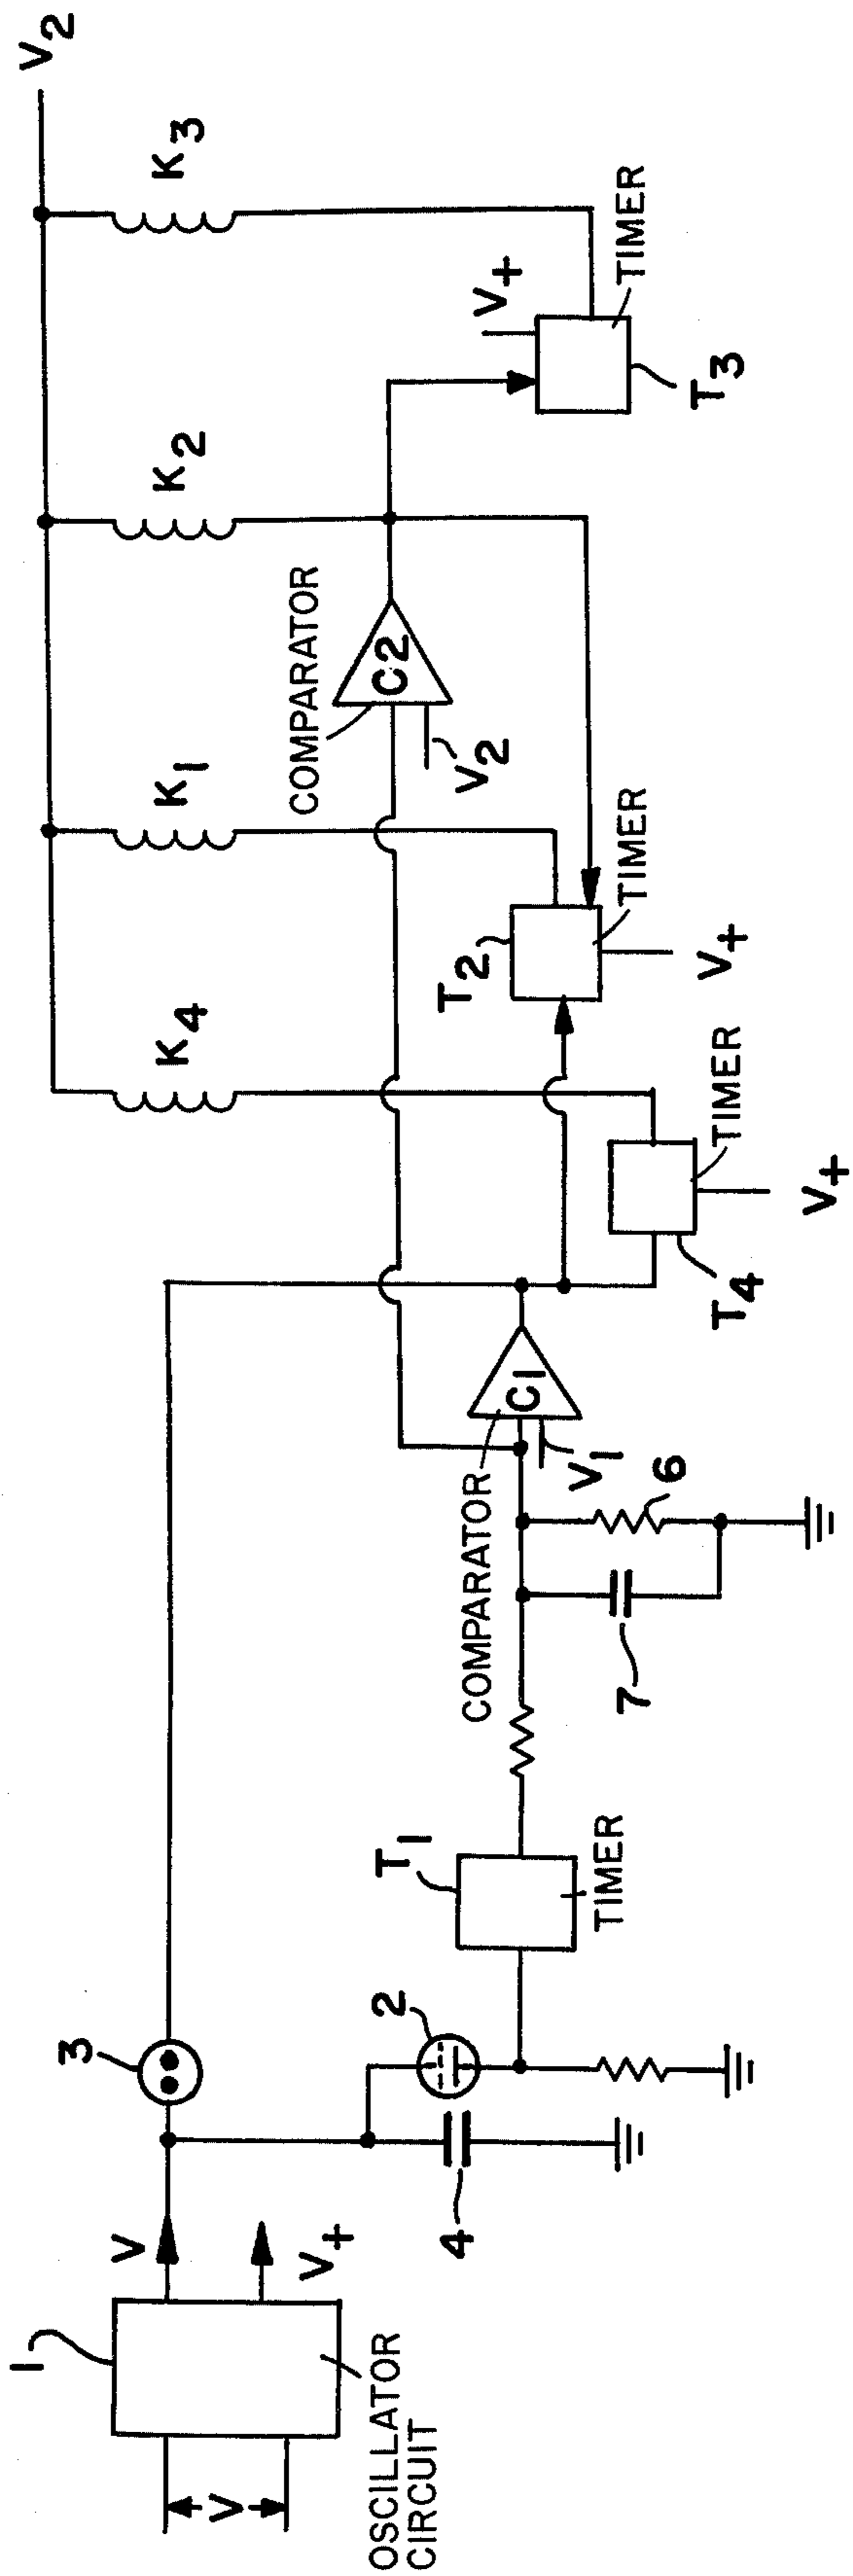 1
V
OSCILLATOR
CIRCUIT
V
V+
3
4
2
T1
TIMER
7
6
COMPARATOR
C1
V1
T4
TIMER
V+
K4
T2
TIMER
V+
K1
COMPARATOR
C2
V2
K2
T3
TIMER
V+
K3
V2